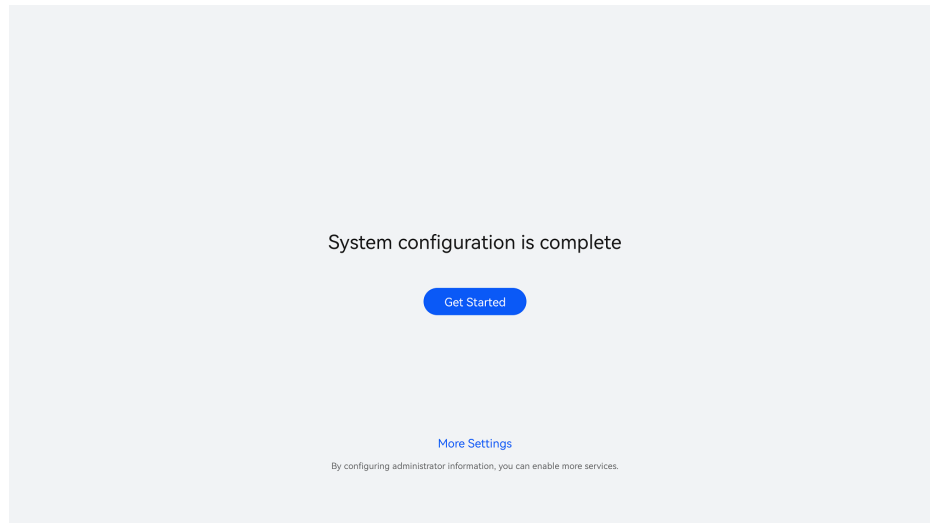 System configuration is complete
Get Started
More Settings
By configuring administrator information, you can enable more services.